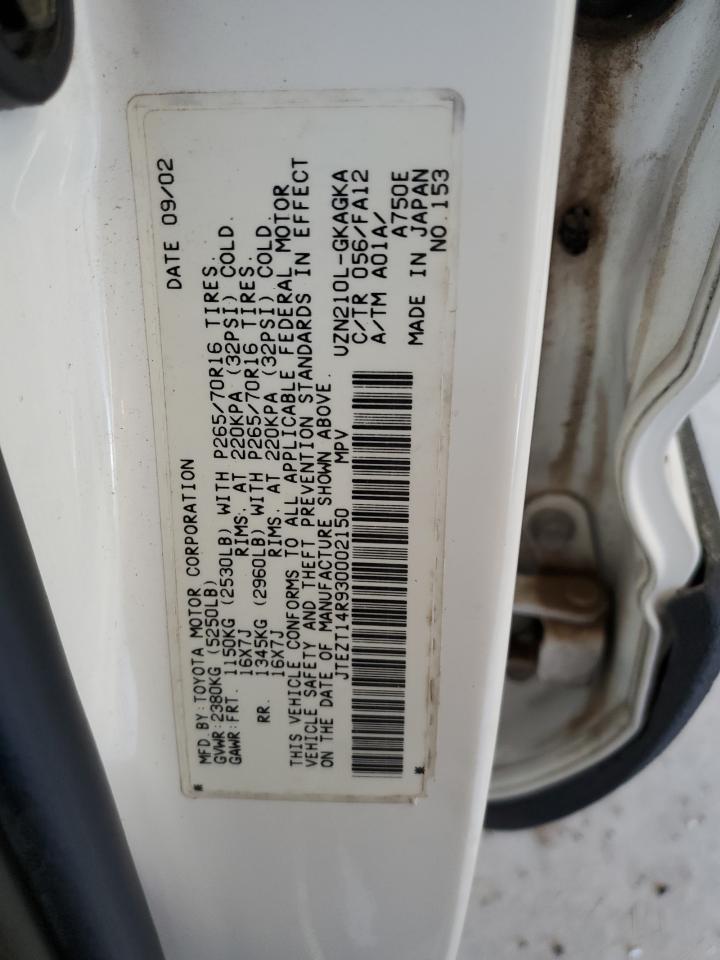 MFD.BY:TOYOTA MOTOR CORPORATION DATE 09/02
GVWR:2380KG (5250LB)
GAWR:FRT. 1150KG (2530LB) WITH P265/70R16 TIRES.
16X7J RIMS. AT 220KPA (32PSI) COLD.
RR. 1345KG (2960LB) WITH P265/70R16 TIRES.
16X7J RIMS. AT 220KPA (32PSI) COLD.
THIS VEHICLE CONFORMS TO ALL APPLICABLE FEDERAL MOTOR
VEHICLE SAFETY AND THEFT PREVENTION STANDARDS IN EFFECT
ON THE DATE OF MANUFACTURE SHOWN ABOVE.
JTEZT14R930002150 MPV UZN210L-GKAGKA
C/TR 056/FA12
A/TM A01A/
A750E
MADE IN JAPAN
NO.153